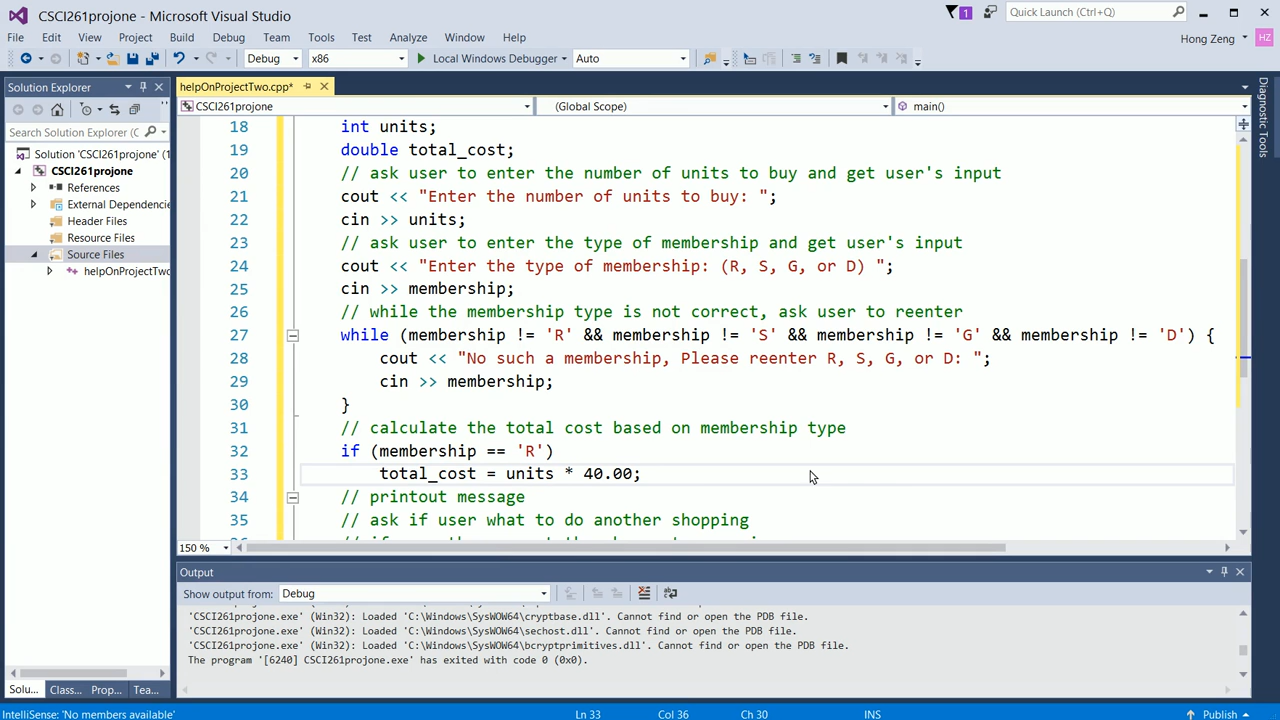 CSCI261projone - Microsoft Visual Studio
1
Quick Launch (Ctrl+Q)
File Edit View Project Build Debug Team Tools Test Analyze Window Help
Hong Zeng HZ
Debug x86 Local Windows Debugger Auto
Solution Explorer
helpOnProjectTwo.cpp*
CSCI261projone (Global Scope) main()
Diagnostic Tools
Search Solution Explorer (C
Solution 'CSCI261projone' (1
CSCI261projone
References
External Dependencie
Header Files
Resource Files
Source Files
helpOnProjectTwo
18 int units;
19 double total_cost;
20 // ask user to enter the number of units to buy and get user's input
21 cout << "Enter the number of units to buy: ";
22 cin >> units;
23 // ask user to enter the type of membership and get user's input
24 cout << "Enter the type of membership: (R, S, G, or D) ";
25 cin >> membership;
26 // while the membership type is not correct, ask user to reenter
27 while (membership != 'R' && membership != 'S' && membership != 'G' && membership != 'D') {
28 cout << "No such a membership, Please reenter R, S, G, or D: ";
29 cin >> membership;
30 }
31 // calculate the total cost based on membership type
32 if (membership == 'R')
33 total_cost = units * 40.00;
34 // printout message
35 // ask if user what to do another shopping
150 %
Output
Show output from: Debug
'CSCI261projone.exe' (Win32): Loaded 'C:\Windows\SysWOW64\cryptbase.dll'. Cannot find or open the PDB file.
'CSCI261projone.exe' (Win32): Loaded 'C:\Windows\SysWOW64\sechost.dll'. Cannot find or open the PDB file.
'CSCI261projone.exe' (Win32): Loaded 'C:\Windows\SysWOW64\bcryptprimitives.dll'. Cannot find or open the PDB file.
The program '[6240] CSCI261projone.exe' has exited with code 0 (0x0).
Solu... Class... Prop... Tea...
IntelliSense: 'No members available' Ln 33 Col 36 Ch 30 INS Publish